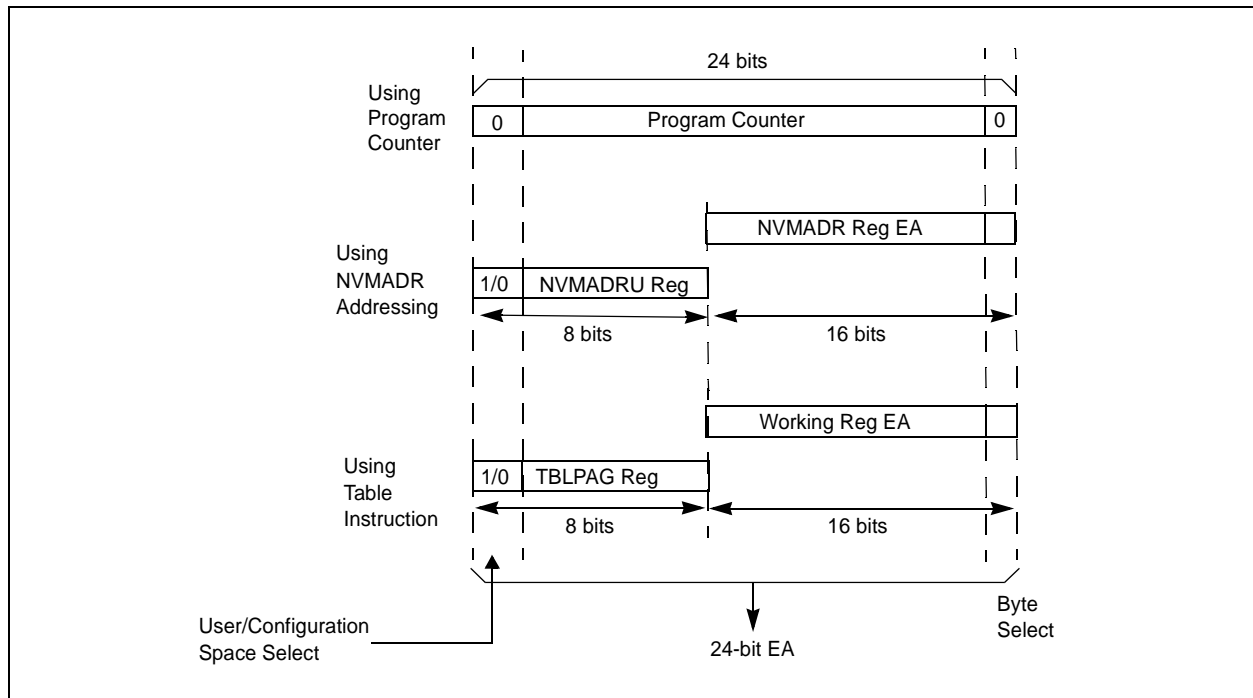 24 bits
Using
Program
Counter
0
Program Counter
0
NVMADR Reg EA
Using
NVMADR
Addressing
1/0
NVMADRU Reg
8 bits
16 bits
Working Reg EA
Using
Table
Instruction
1/0
TBLPAG Reg
8 bits
16 bits
User/Configuration
Space Select
24-bit EA
Byte
Select